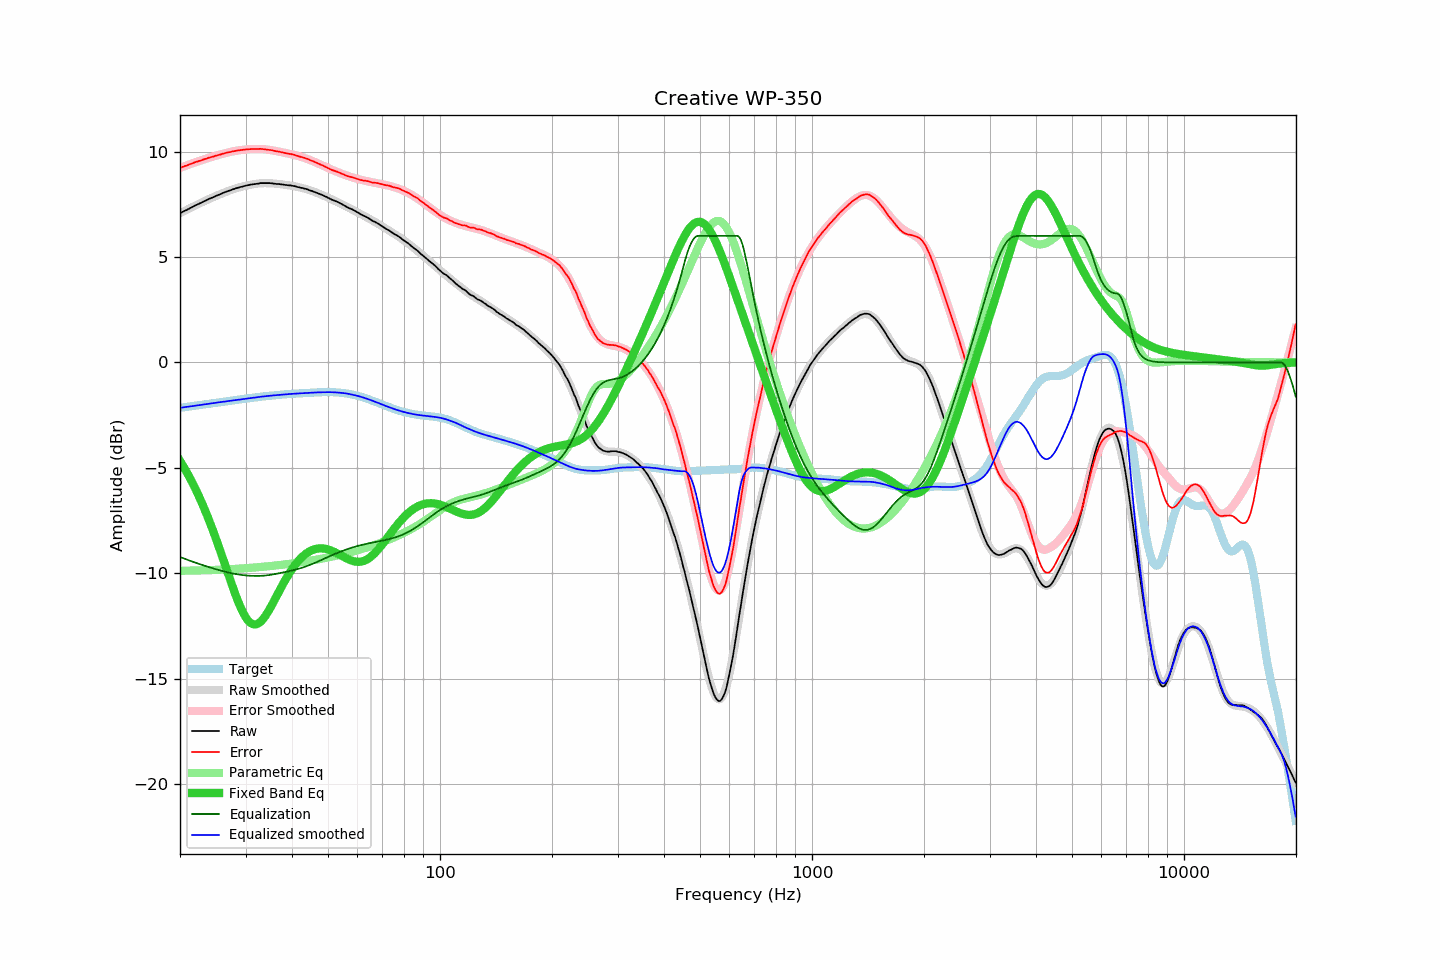 Creative WP-350
Amplitude (dBr)
10
5
0
−5
−10
−15
−20
Target
Raw Smoothed
Error Smoothed
Raw
Error
Parametric Eq
Fixed Band Eq
Equalization
Equalized smoothed
100
1000
10000
Frequency (Hz)